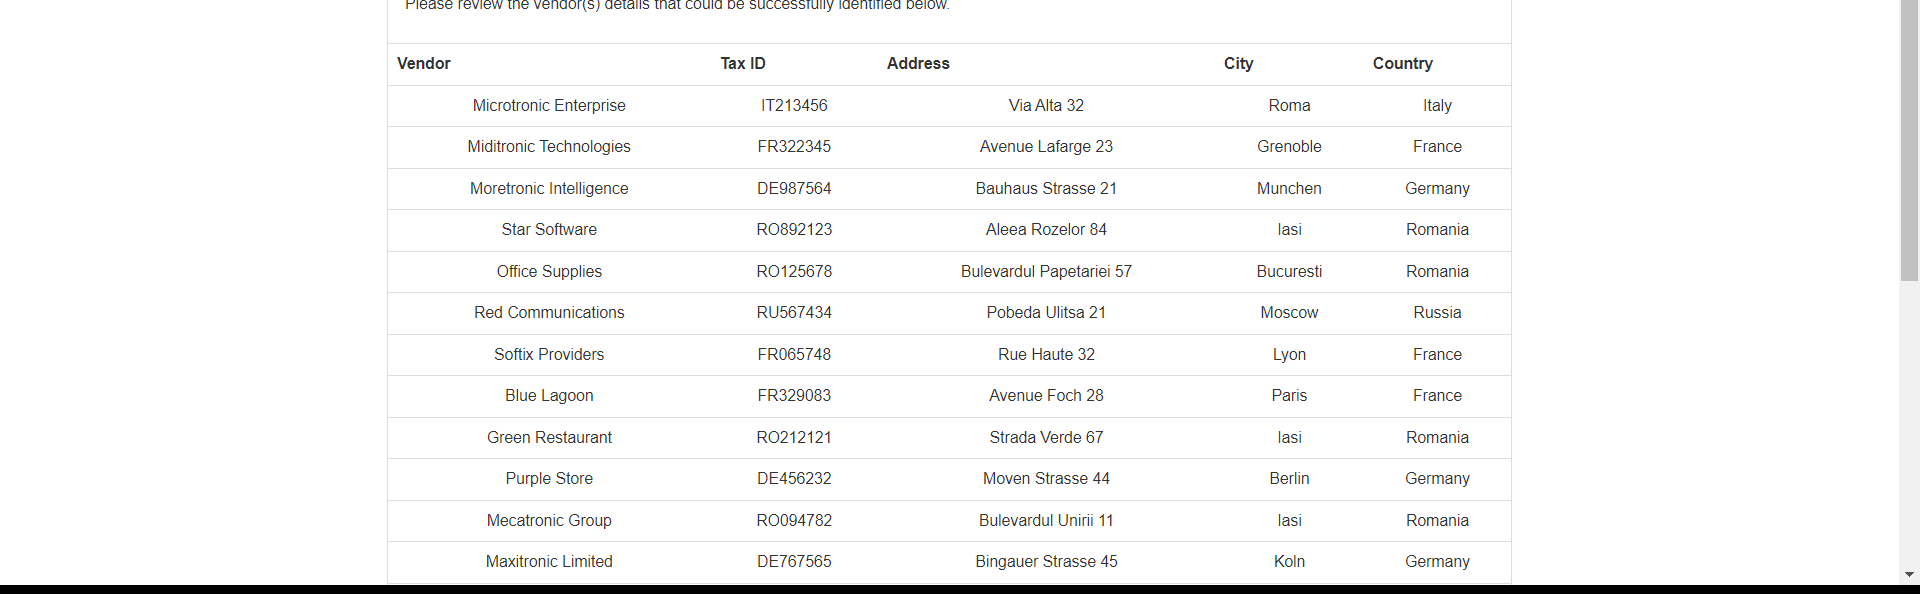 Please review the vendor(s) details that could be successfully identified below.
Vendor Tax ID Address City Country
Microtronic Enterprise IT213456 Via Alta 32 Roma Italy
Miditronic Technologies FR322345 Avenue Lafarge 23 Grenoble France
Moretronic Intelligence DE987564 Bauhaus Strasse 21 Munchen Germany
Star Software RO892123 Aleea Rozelor 84 Iasi Romania
Office Supplies RO125678 Bulevardul Papetariei 57 Bucuresti Romania
Red Communications RU567434 Pobeda Ulitsa 21 Moscow Russia
Softix Providers FR065748 Rue Haute 32 Lyon France
Blue Lagoon FR329083 Avenue Foch 28 Paris France
Green Restaurant RO212121 Strada Verde 67 Iasi Romania
Purple Store DE456232 Moven Strasse 44 Berlin Germany
Mecatronic Group RO094782 Bulevardul Unirii 11 Iasi Romania
Maxitronic Limited DE767565 Bingauer Strasse 45 Koln Germany